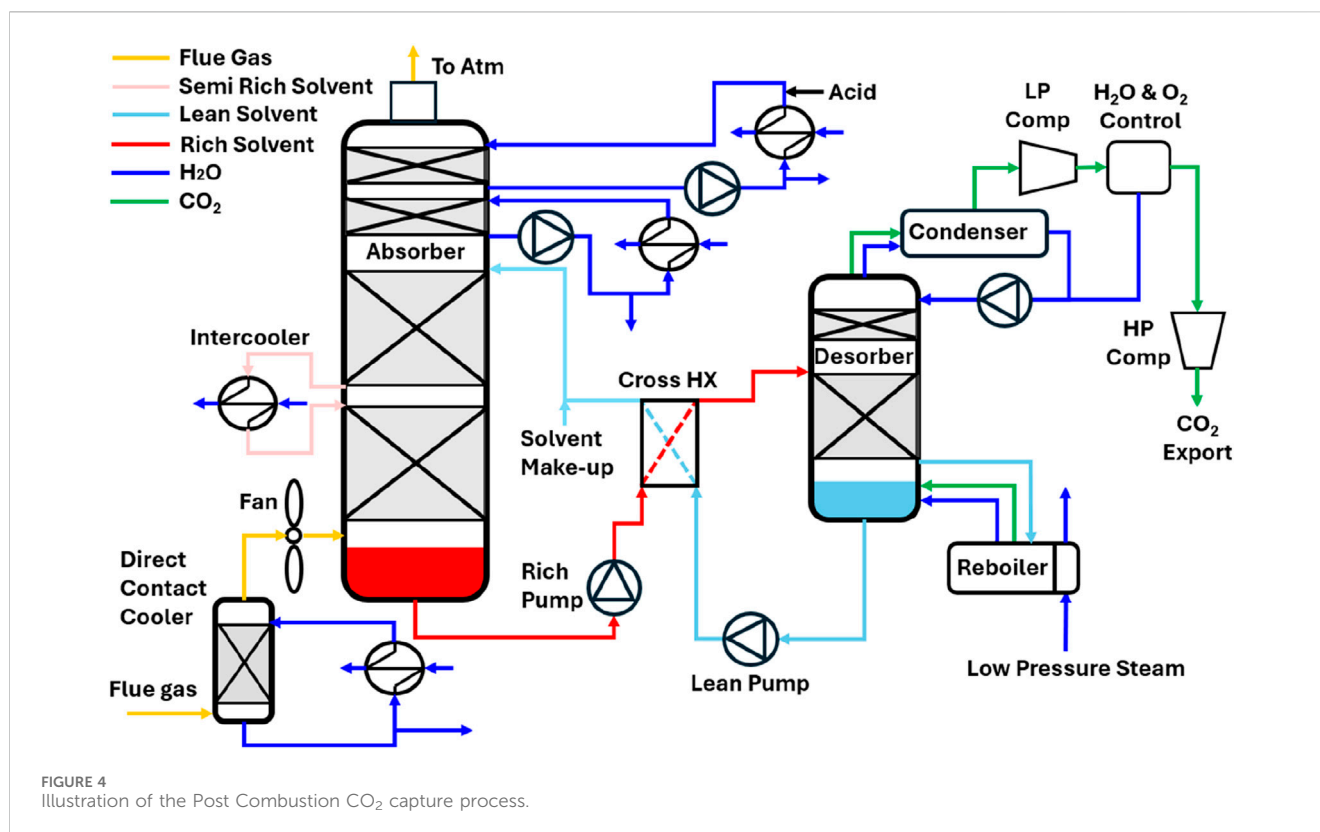 Flue Gas
Semi Rich Solvent
Lean Solvent
Rich Solvent
H₂O
CO₂
To Atm
Acid
LP
Comp
H₂O & O₂
Control
Absorber
Condenser
Intercooler
Desorber
HP
Comp
Cross HX
CO₂
Export
Solvent
Make-up
Fan
Direct
Contact
Cooler
Rich
Pump
Reboiler
Flue gas
Lean Pump
Low Pressure Steam
FIGURE 4
Illustration of the Post Combustion CO₂ capture process.